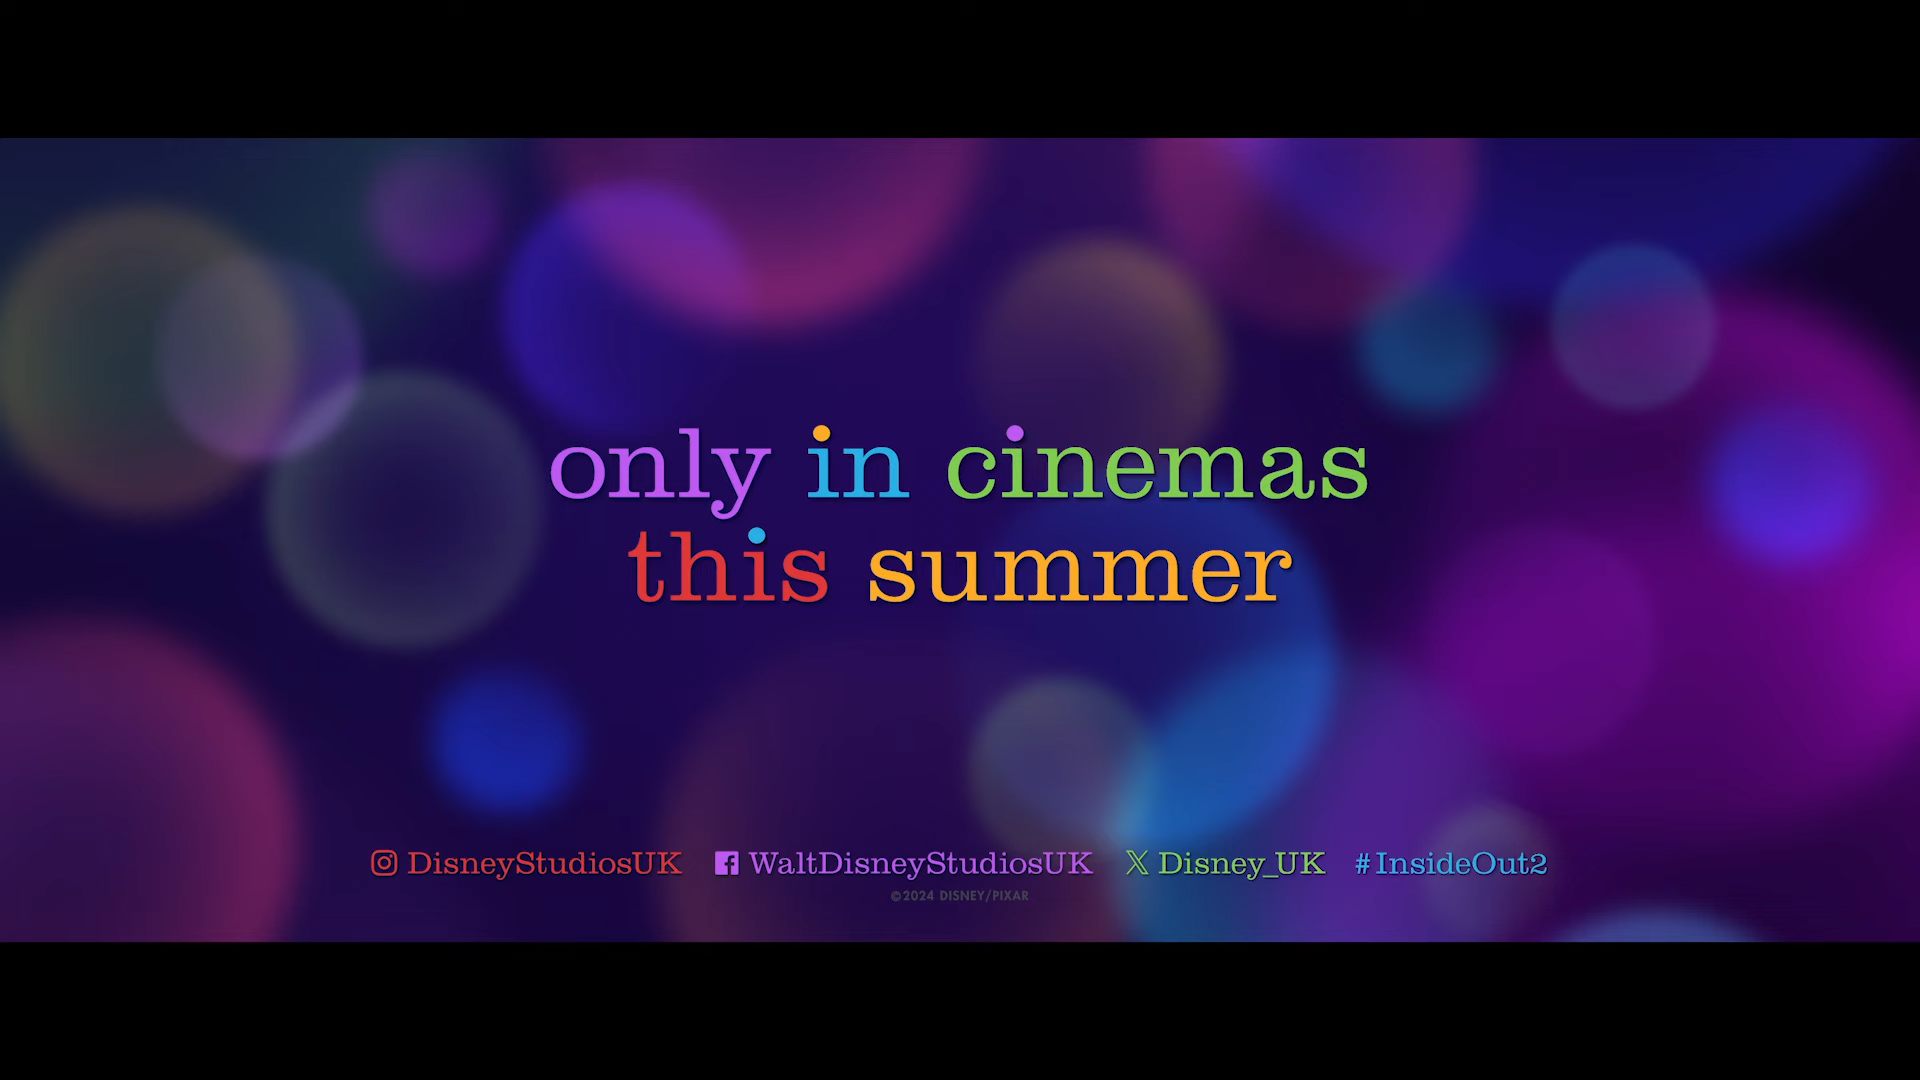 only in cinemas
this summer
DisneyStudiosUK WaltDisneyStudiosUK X Disney_UK #InsideOut2
©2024 DISNEY/PIXAR